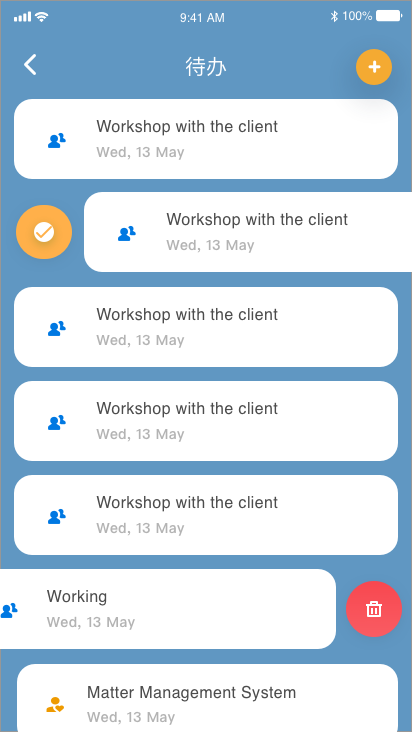 9:41 AM
100%
待办
Workshop with the client
Wed, 13 May
Workshop with the client
Wed, 13 May
Workshop with the client
Wed, 13 May
Workshop with the client
Wed, 13 May
Workshop with the client
Wed, 13 May
Working
Wed, 13 May
Matter Management System
Wed, 13 May